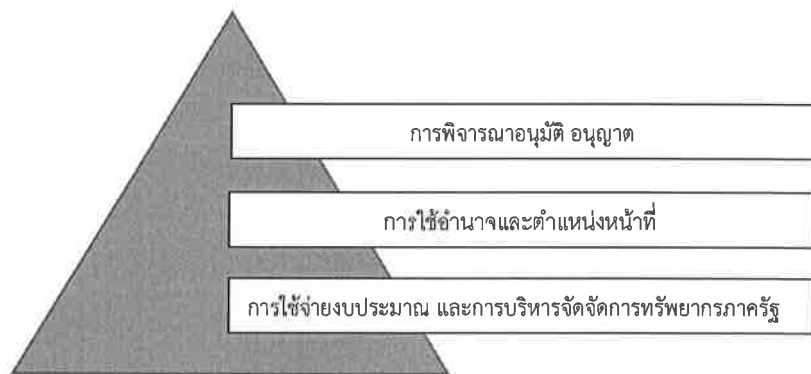 การพิจารณาอนุมัติ อนุญาต
การใช้อำนาจและตำแหน่งหน้าที่
การใช้จ่ายงบประมาณ และการบริหารจัดจัดการทรัพยากรภาครัฐ